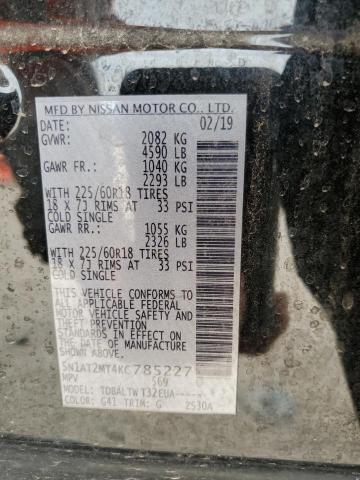 MFD BY NISSAN MOTOR CO., LTD.
DATE: 02/19
GVWR: 2082 KG
4590 LB
GAWR FR.: 1040 KG
2293 LB
WITH 225/60R18 TIRES
18 X 7J RIMS AT 33 PSI
COLD SINGLE
GAWR RR.: 1055 KG
2326 LB
WITH 225/60R18 TIRES
18 X 7J RIMS AT 33 PSI
COLD SINGLE
THIS VEHICLE CONFORMS TO
ALL APPLICABLE FEDERAL
MOTOR VEHICLE SAFETY AND
THEFT PREVENTION
STANDARDS IN EFFECT ON
THE DATE OF MANUFACTURE
SHOWN ABOVE.
5N1AT2MT4KC785227
MPV 569
MODEL: TDBALTWT32EUA-----
COLOR: G41 TRIM: G 2530A